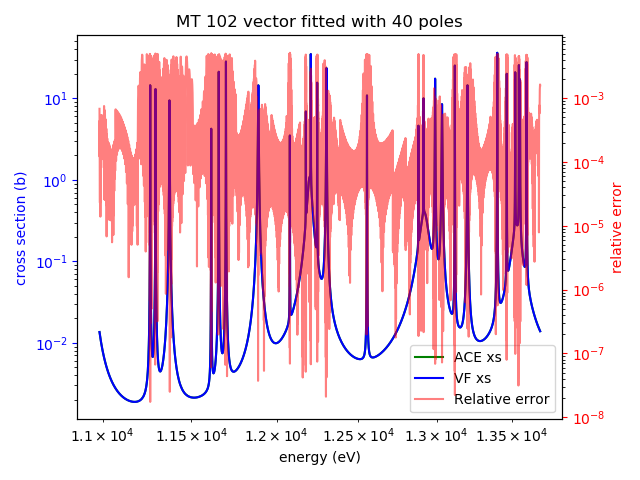 MT 102 vector fitted with 40 poles
cross section (b)
10¹
10⁰
10⁻¹
10⁻²
10⁻³
10⁻⁴
10⁻⁵
10⁻⁶
10⁻⁷
10⁻⁸
relative error
ACE xs
VF xs
Relative error
1.1 × 10⁴ 1.15 × 10⁴ 1.2 × 10⁴ 1.25 × 10⁴ 1.3 × 10⁴ 1.35 × 10⁴
energy (eV)